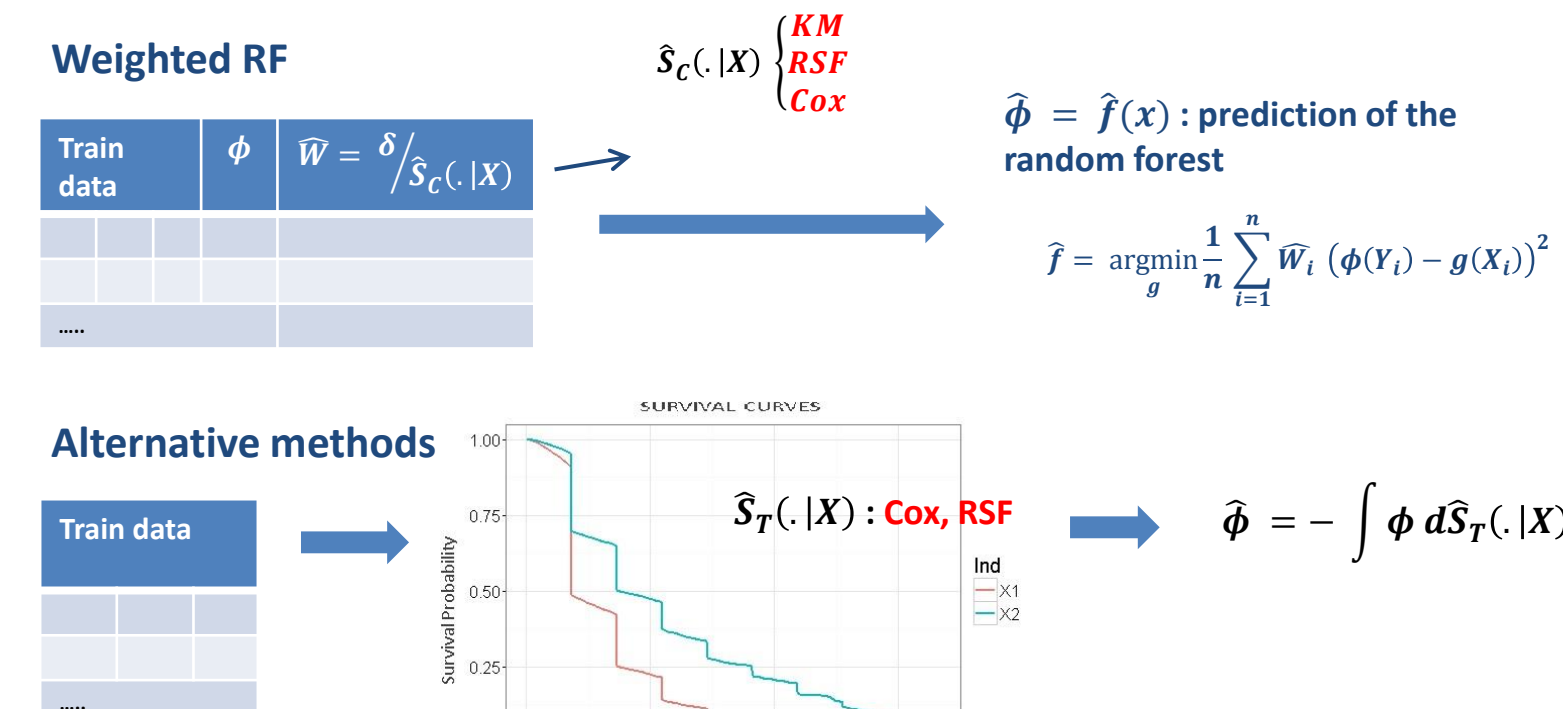 Weighted RF
Ŝ_C(. |X) { KM
RSF
Cox
Train data | ϕ | Ŵ = δ/Ŝ_C(. |X)
…..
ϕ̂ = f̂(x) : prediction of the
random forest
f̂ = argmin_g 1/n ∑_{i=1}^{n} Ŵ_i (ϕ(Y_i) − g(X_i))²
Alternative methods
Train data
…..
SURVIVAL CURVES
Survival Probability
1.00
0.75
0.50
0.25
Ŝ_T(. |X) : Cox, RSF
Ind
X1
X2
ϕ̂ = − ∫ ϕ dŜ_T(. |X)